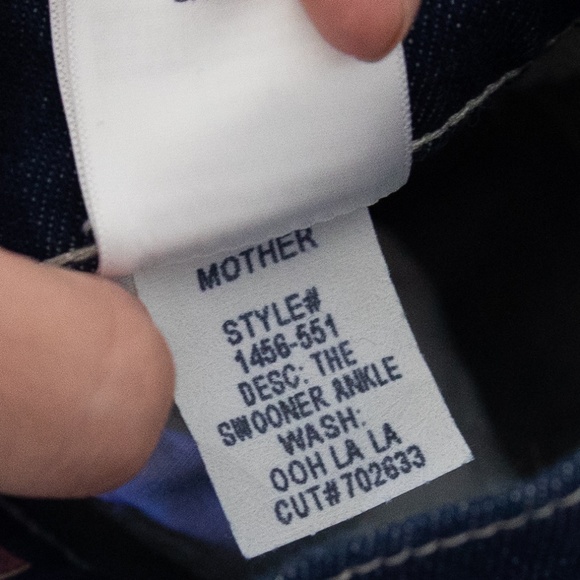 MOTHER
STYLE#
1456-551
DESC: THE
SWOONER ANKLE
WASH:
OOH LA LA
CUT#702633